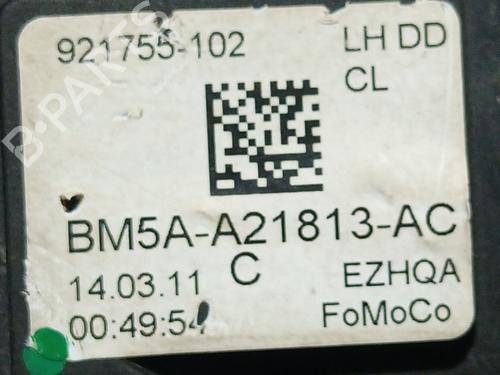 921755-102 LH DD
CL
BM5A-A21813-AC
C
14.03.11 EZHQA
00:49:54 FoMoCo
B-PARTS